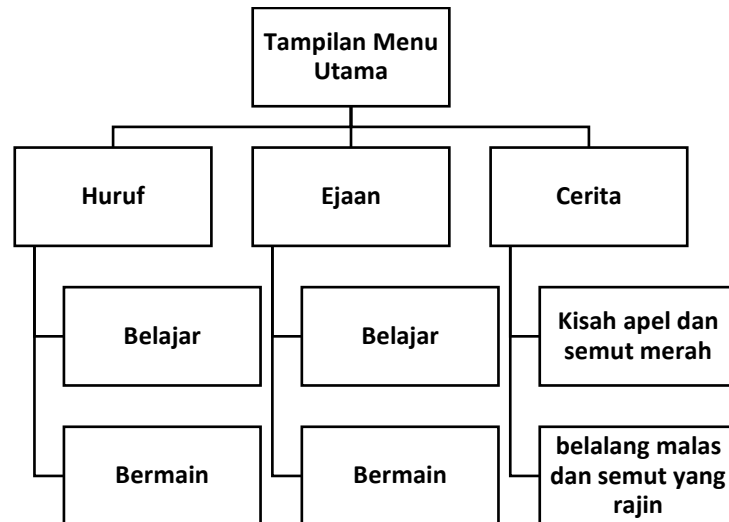 Tampilan Menu
Utama
Huruf
Ejaan
Cerita
Belajar
Belajar
Kisah apel dan
semut merah
Bermain
Bermain
belalang malas
dan semut yang
rajin